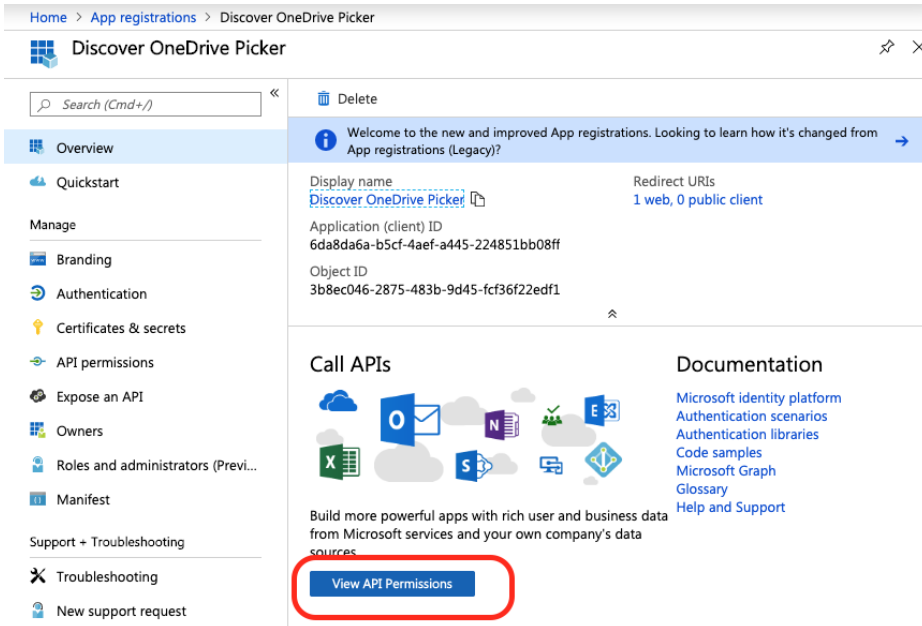 Home > App registrations > Discover OneDrive Picker
Discover OneDrive Picker
Search (Cmd+/)
Overview
Quickstart
Manage
Branding
Authentication
Certificates & secrets
API permissions
Expose an API
Owners
Roles and administrators (Previ...
Manifest
Support + Troubleshooting
Troubleshooting
New support request
Delete
Welcome to the new and improved App registrations. Looking to learn how it's changed from
App registrations (Legacy)?
Display name
Discover OneDrive Picker
Application (client) ID
6da8da6a-b5cf-4aef-a445-224851bb08ff
Object ID
3b8ec046-2875-483b-9d45-fcf36f22edf1
Redirect URIs
1 web, 0 public client
Call APIs
Build more powerful apps with rich user and business data
from Microsoft services and your own company's data
sources.
View API Permissions
Documentation
Microsoft identity platform
Authentication scenarios
Authentication libraries
Code samples
Microsoft Graph
Glossary
Help and Support